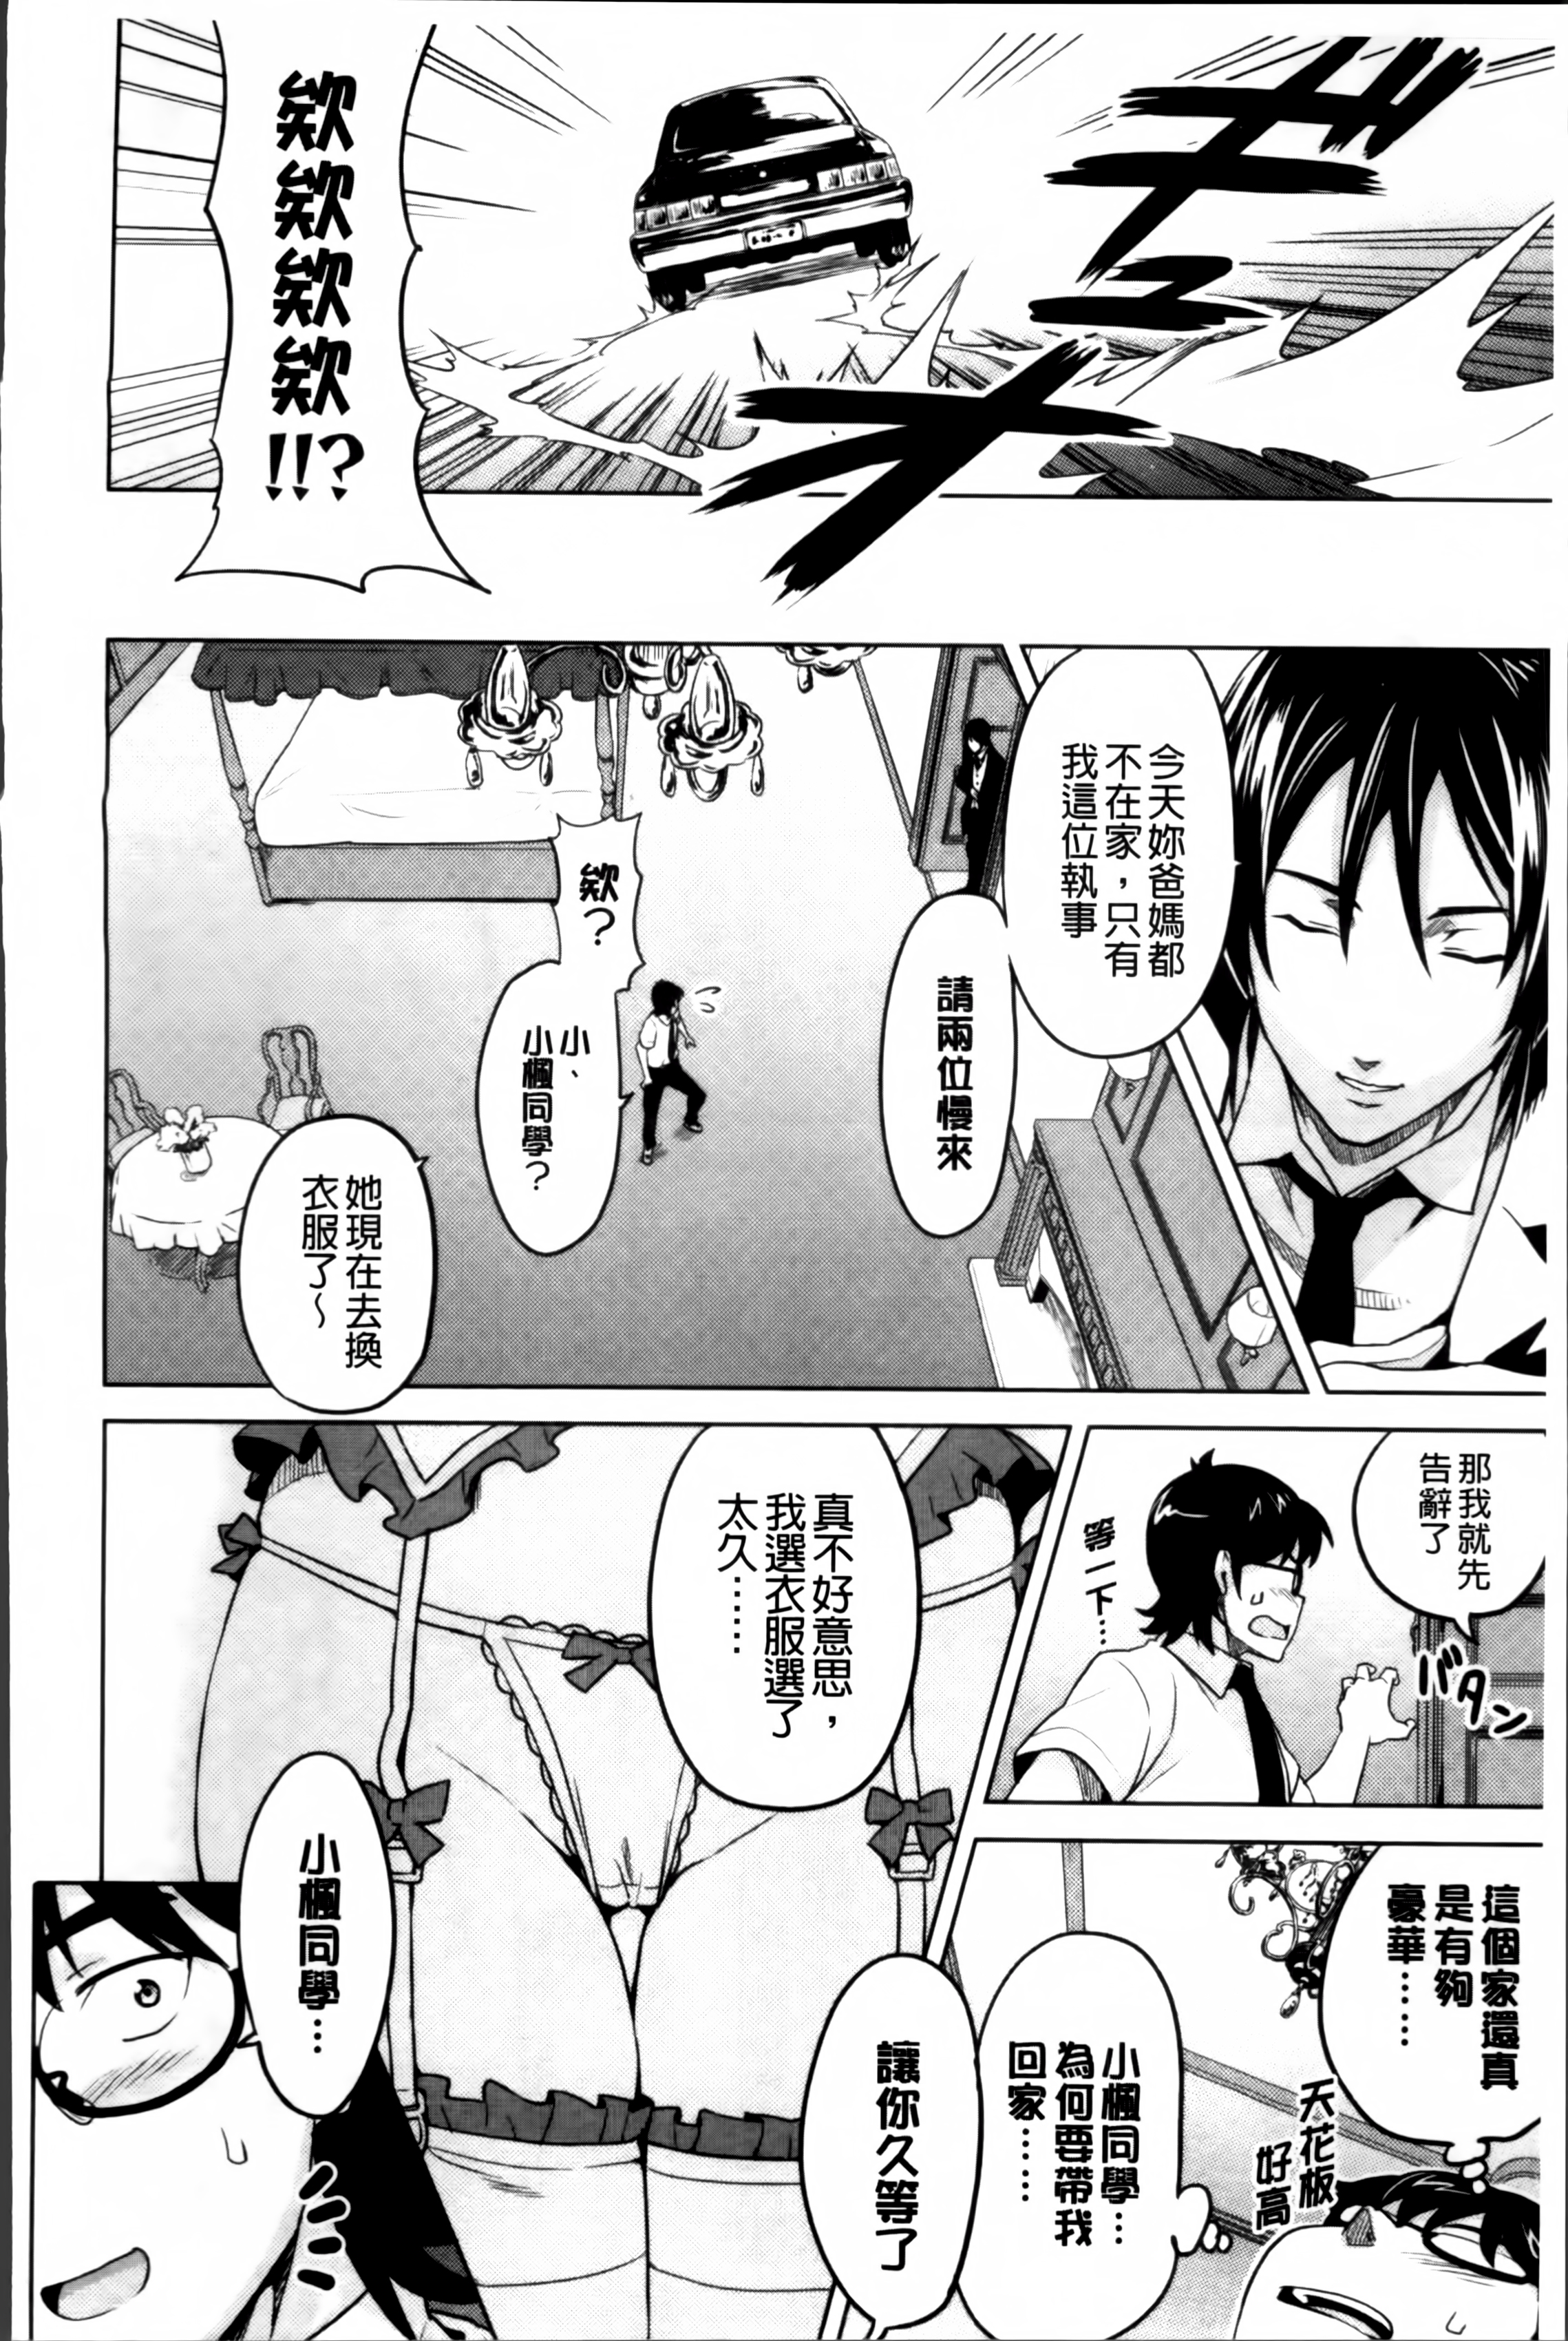 ギュメ
欸欸欸欸!!?
今天妳爸媽都
不在家，只有
我這位執事
請兩位慢來
欸？
小、
小楓同學？
她現在去換
衣服了～
那我就先
告辭了
バタン
等一下…
這個家還真
是有夠
豪華……
天花板
好高
小楓同學…
為何要帶我
回家……
真不好意思，
我選衣服選了
太久……
讓你久等了
小楓同學…